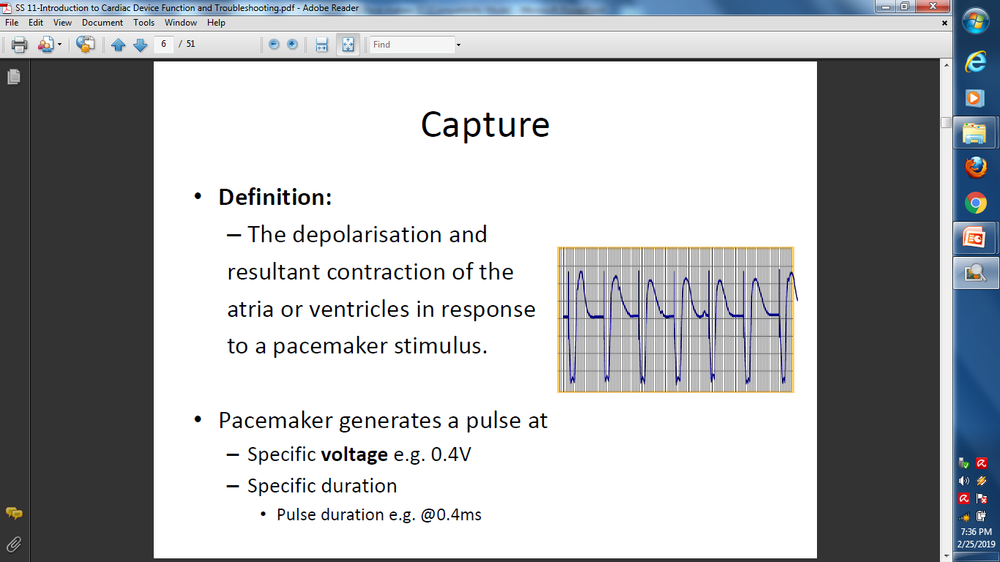 SS 11-Introduction to Cardiac Device Function and Troubleshooting.pdf - Adobe Reader
File Edit View Document Tools Window Help
6 / 51
Find
Capture
• Definition:
– The depolarisation and
resultant contraction of the
atria or ventricles in response
to a pacemaker stimulus.
• Pacemaker generates a pulse at
– Specific voltage e.g. 0.4V
– Specific duration
• Pulse duration e.g. @0.4ms
7:36 PM
2/25/2019